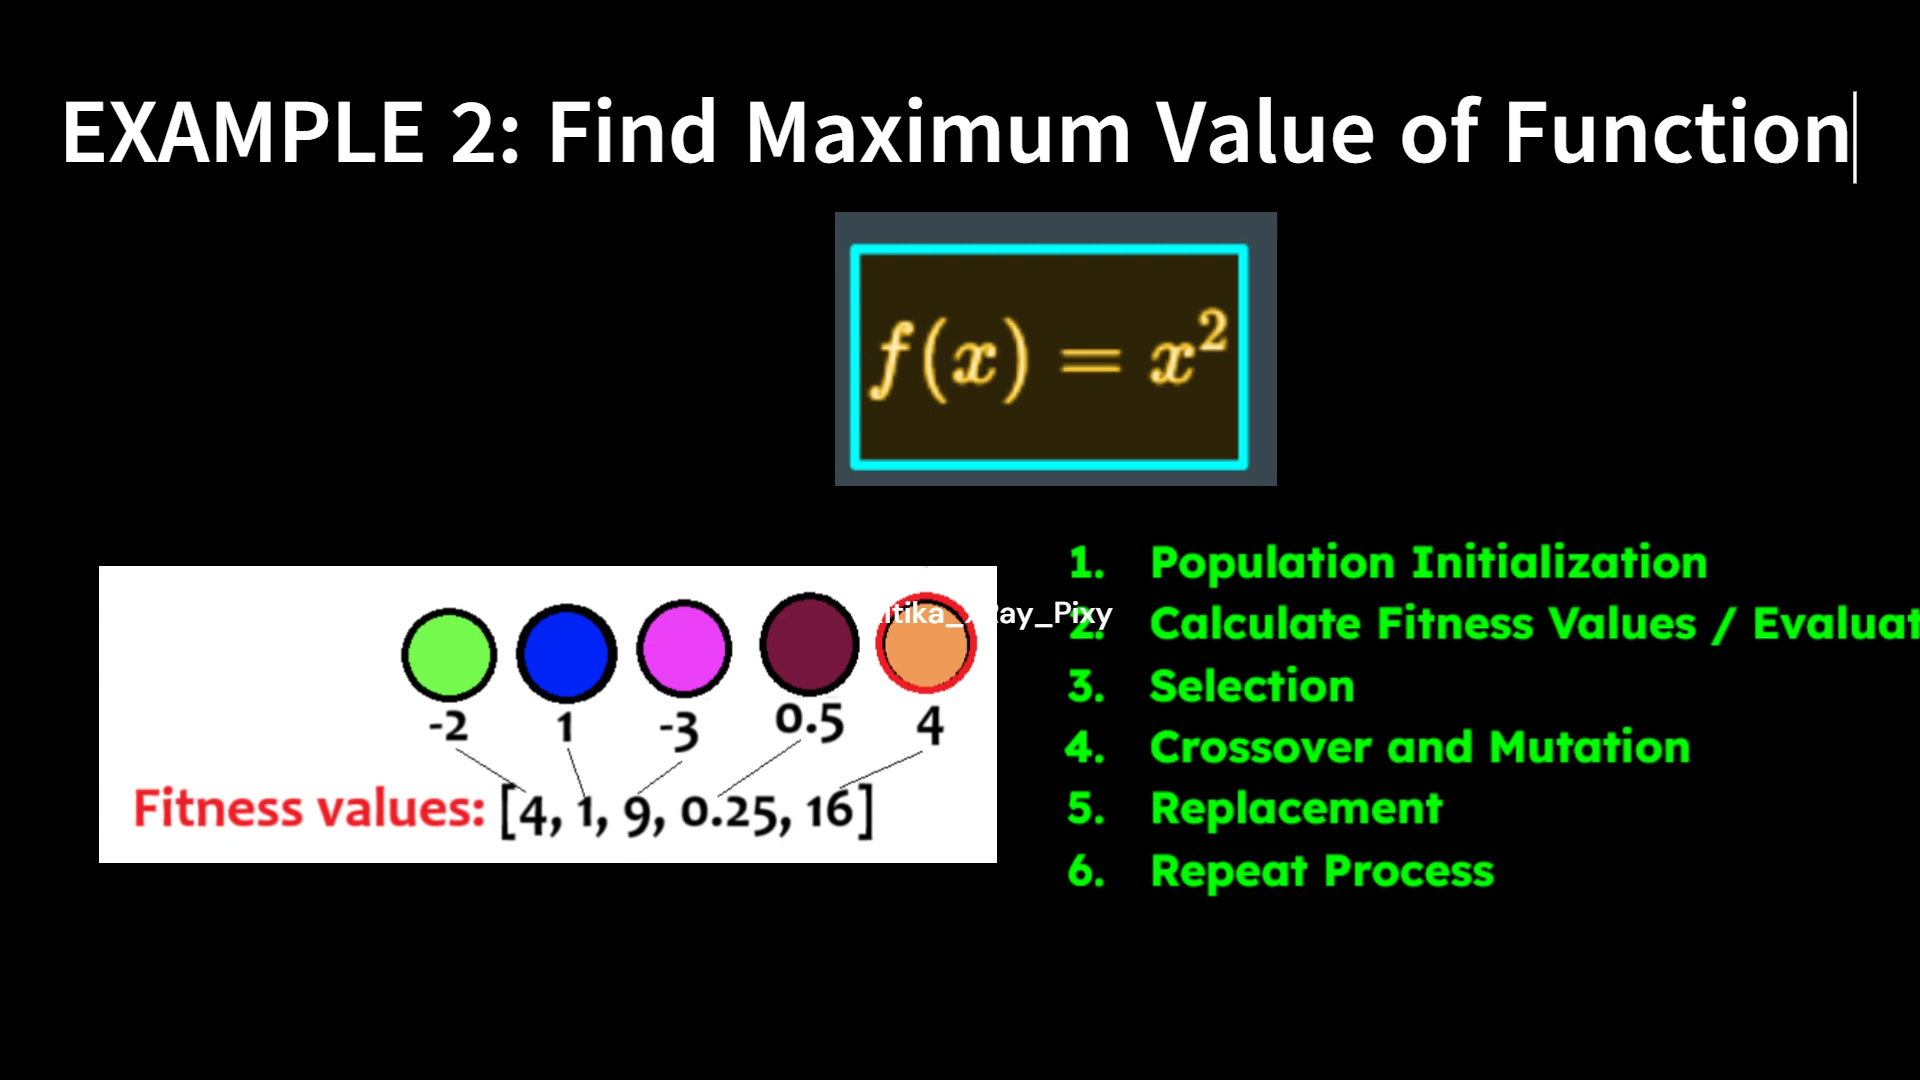 EXAMPLE 2: Find Maximum Value of Function
f(x) = x²
-2 1 -3 0.5 4
Fitness values: [4, 1, 9, 0.25, 16]
1. Population Initialization
2. Calculate Fitness Values / Evaluat
3. Selection
4. Crossover and Mutation
5. Replacement
6. Repeat Process